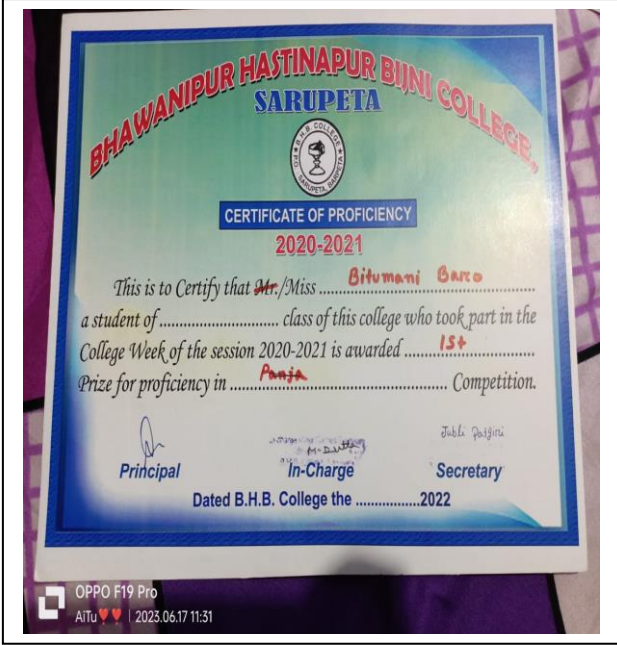 BHAWANIPUR HASTINAPUR BIJNI COLLEGE,
SARUPETA
B.H.B. COLLEGE
P.O. SARUPETA, BARPETA
CERTIFICATE OF PROFICIENCY
2020-2021
This is to Certify that Mr./Miss ........ Bitumani Barro ........
a student of ............................ class of this college who took part in the
College Week of the session 2020-2021 is awarded ........ 1St ........
Prize for proficiency in ...... Panja ...................... Competition.
M. Dutta
Jubli Patgiri
Principal In-Charge Secretary
Dated B.H.B. College the ................2022
OPPO F19 Pro
AiTu❤❤ | 2023.06.17 11:31